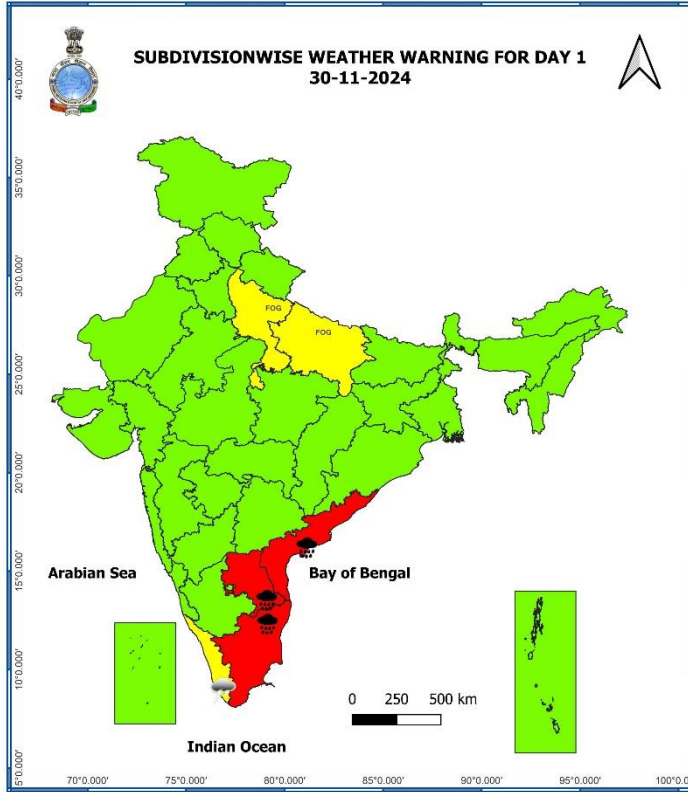 SUBDIVISIONWISE WEATHER WARNING FOR DAY 1
30-11-2024
40°0.000'
35°0.000'
30°0.000'
25°0.000'
20°0.000'
15°0.000'
10°0.000'
5°0.000'
FOG
FOG
Arabian Sea
Bay of Bengal
0 250 500 km
Indian Ocean
70°0.000' 75°0.000' 80°0.000' 85°0.000' 90°0.000' 95°0.000' 100°0.000'